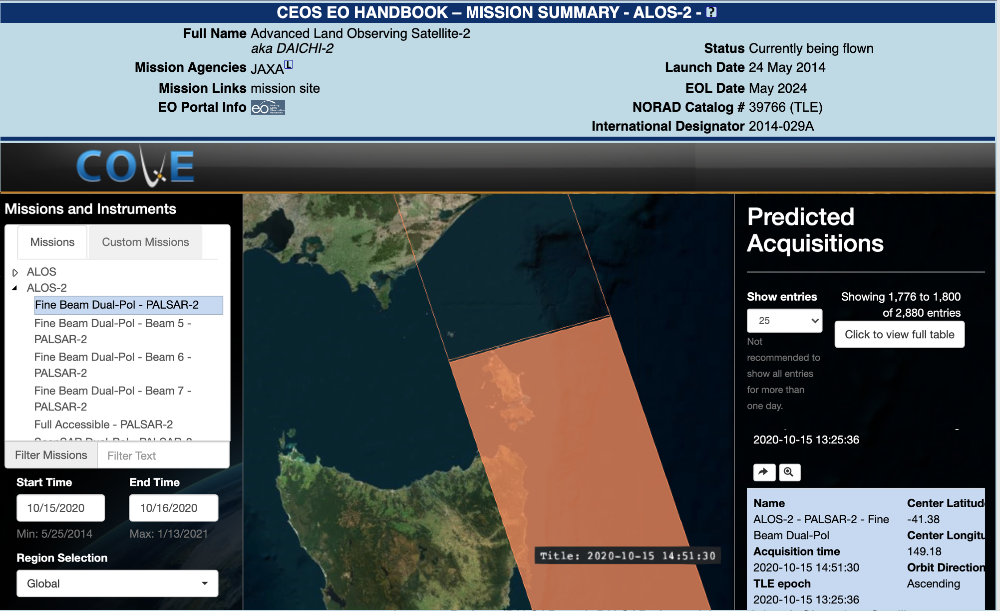 CEOS EO HANDBOOK – MISSION SUMMARY - ALOS-2 - ?
Full Name Advanced Land Observing Satellite-2
aka DAICHI-2
Mission Agencies JAXA L
Mission Links mission site
EO Portal Info eo Sharing Earth Observation Resources
Status Currently being flown
Launch Date 24 May 2014
EOL Date May 2024
NORAD Catalog # 39766 (TLE)
International Designator 2014-029A
COVE
Missions and Instruments
Missions Custom Missions
ALOS
ALOS-2
Fine Beam Dual-Pol - PALSAR-2
Fine Beam Dual-Pol - Beam 5 -
PALSAR-2
Fine Beam Dual-Pol - Beam 6 -
PALSAR-2
Fine Beam Dual-Pol - Beam 7 -
PALSAR-2
Full Accessible - PALSAR-2
ScanSAR Dual-Pol - PALSAR-2
Filter Missions Filter Text
Start Time End Time
10/15/2020 10/16/2020
Min: 5/25/2014 Max: 1/13/2021
Region Selection
Global
Title: 2020-10-15 14:51:30
Predicted
Acquisitions
Show entries
25
Not
recommended to
show all entries
for more than
one day.
Showing 1,776 to 1,800
of 2,880 entries
Click to view full table
2020-10-15 13:25:36
Name
ALOS-2 - PALSAR-2 - Fine
Beam Dual-Pol
Acquisition time
2020-10-15 14:51:30
TLE epoch
2020-10-15 13:25:36
Center Latitud
-41.38
Center Longitu
149.18
Orbit Direction
Ascending